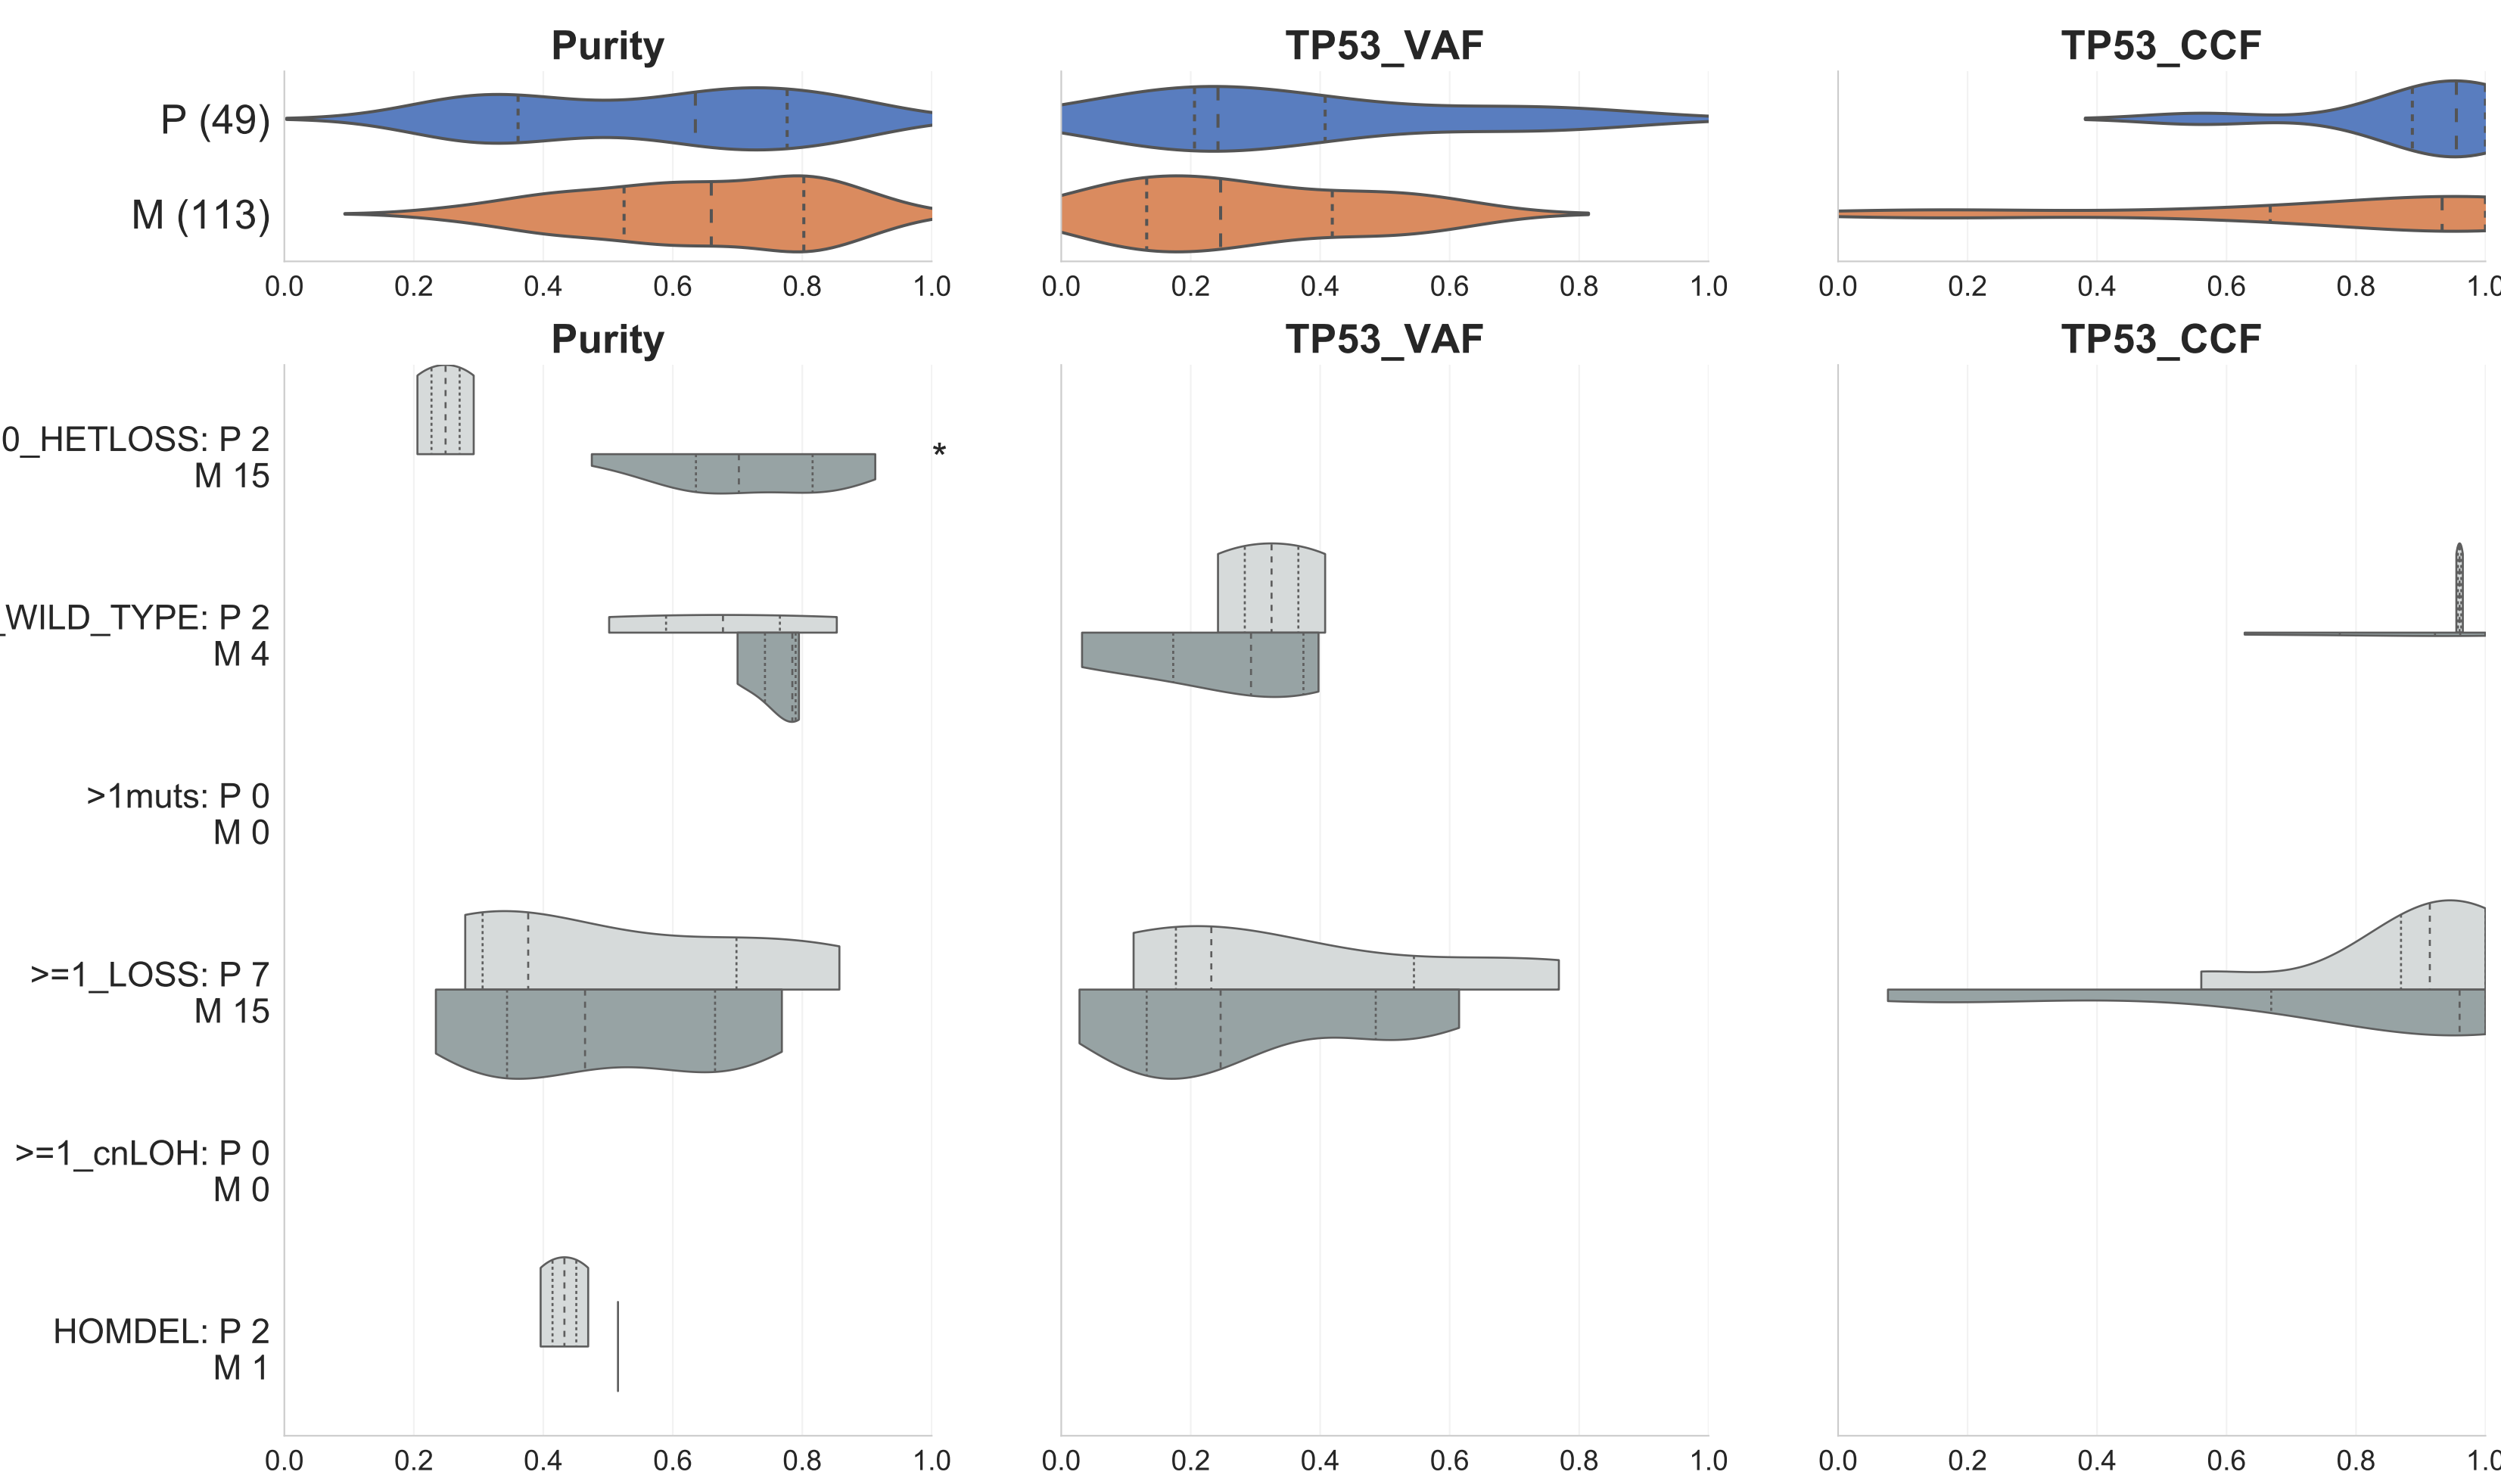 Purity TP53_VAF TP53_CCF
P (49)
M (113)
0.0 0.2 0.4 0.6 0.8 1.0 0.0 0.2 0.4 0.6 0.8 1.0 0.0 0.2 0.4 0.6 0.8 1.0
Purity TP53_VAF TP53_CCF
0_HETLOSS: P 2
M 15
*
_WILD_TYPE: P 2
M 4
>1muts: P 0
M 0
>=1_LOSS: P 7
M 15
>=1_cnLOH: P 0
M 0
HOMDEL: P 2
M 1
0.0 0.2 0.4 0.6 0.8 1.0 0.0 0.2 0.4 0.6 0.8 1.0 0.0 0.2 0.4 0.6 0.8 1.0